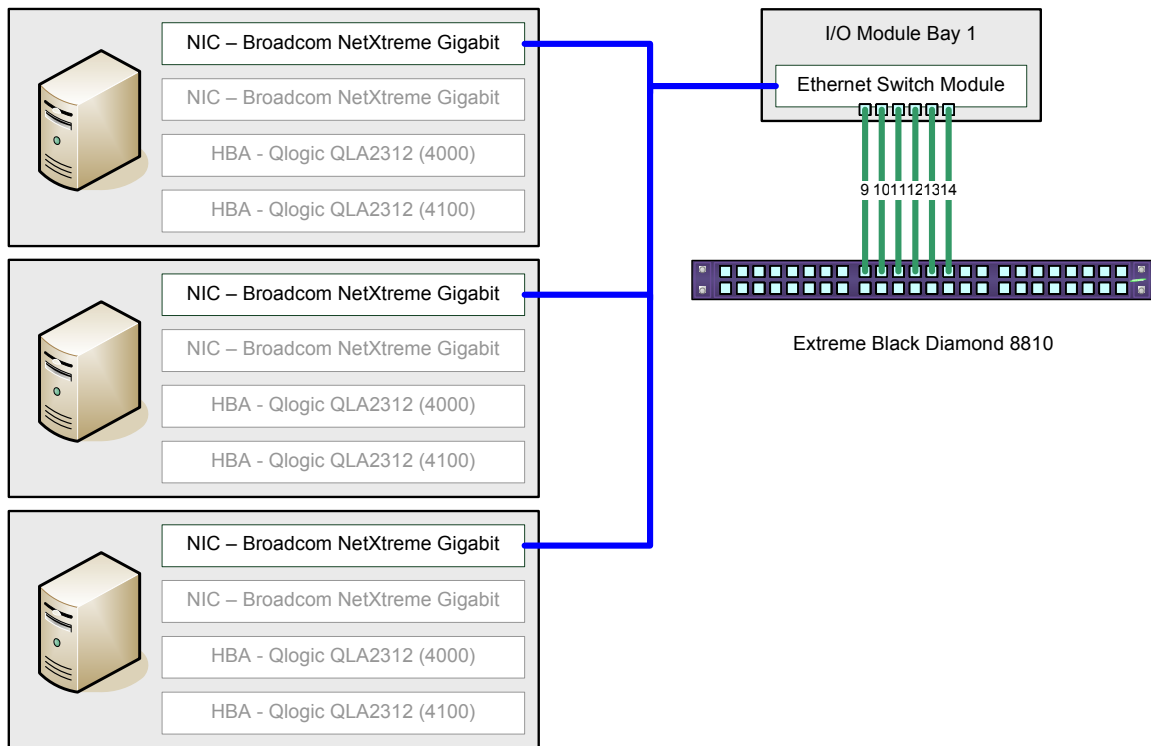 NIC – Broadcom NetXtreme Gigabit
NIC – Broadcom NetXtreme Gigabit
HBA - Qlogic QLA2312 (4000)
HBA - Qlogic QLA2312 (4100)
NIC – Broadcom NetXtreme Gigabit
NIC – Broadcom NetXtreme Gigabit
HBA - Qlogic QLA2312 (4000)
HBA - Qlogic QLA2312 (4100)
NIC – Broadcom NetXtreme Gigabit
NIC – Broadcom NetXtreme Gigabit
HBA - Qlogic QLA2312 (4000)
HBA - Qlogic QLA2312 (4100)
I/O Module Bay 1
Ethernet Switch Module
9 10 11 12 13 14
Extreme Black Diamond 8810